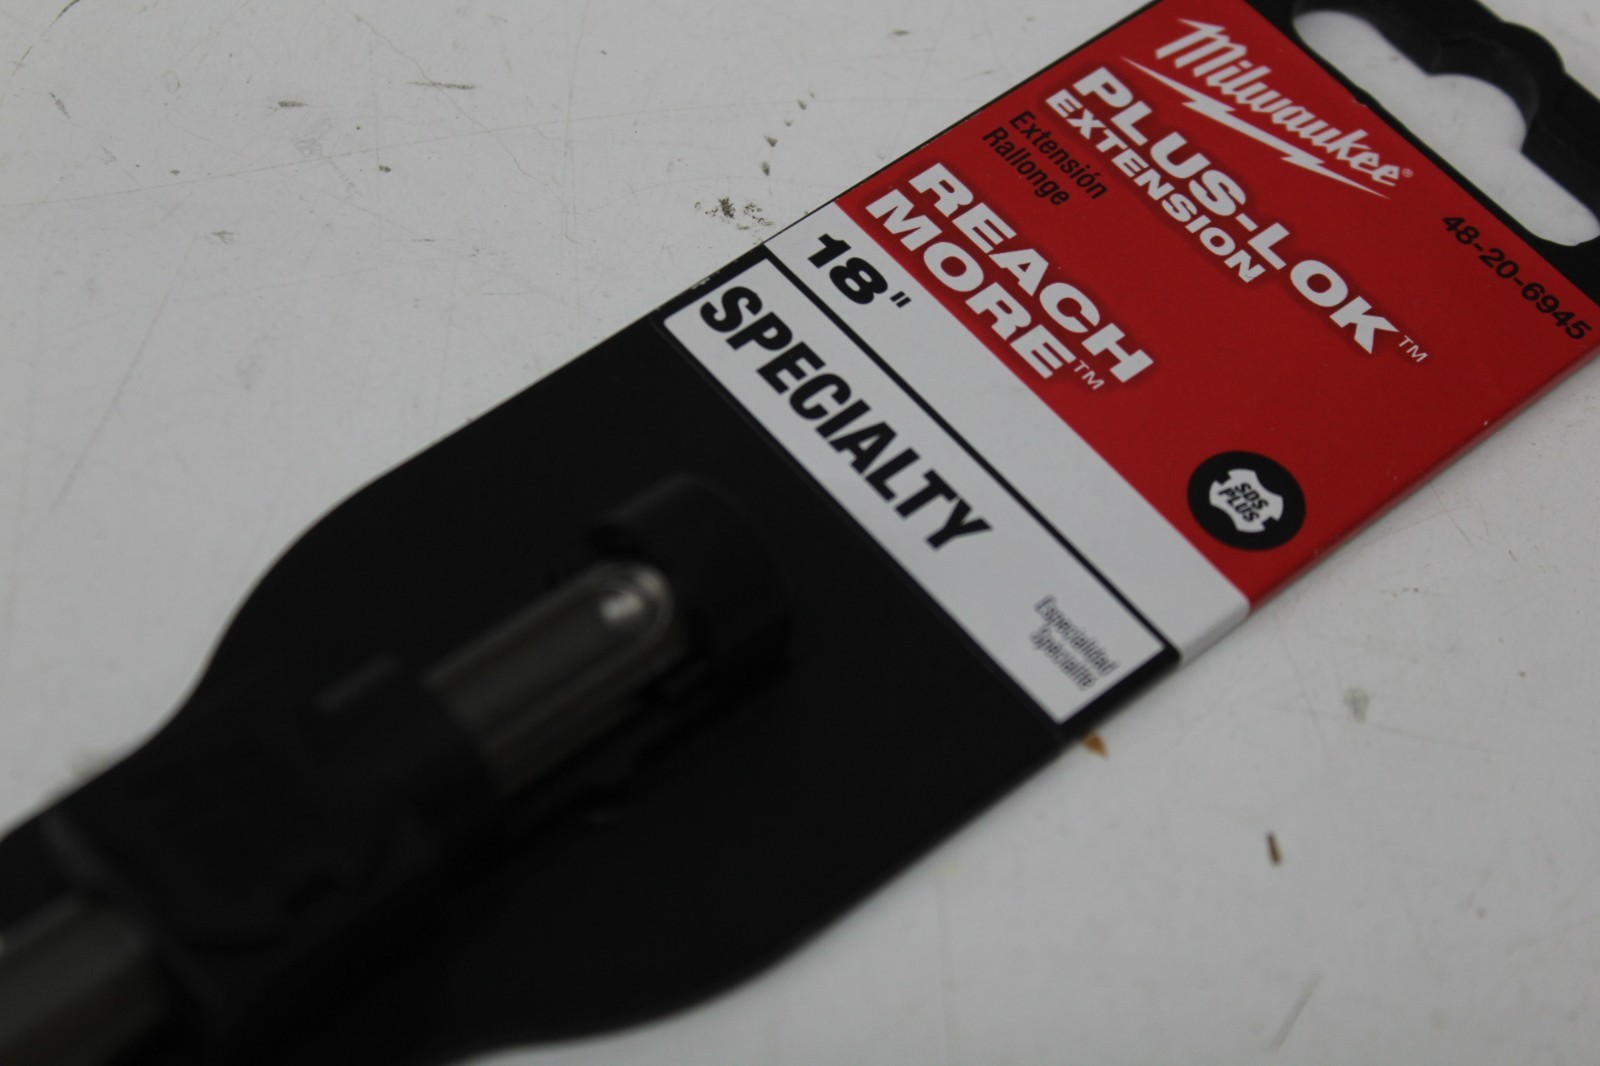 Milwaukee®
48-20-6945
PLUS-LOK™
EXTENSION
Extensión
Rallonge
REACH
MORE™
SDS
PLUS
18"
SPECIALTY
Especialidad
Spécialité